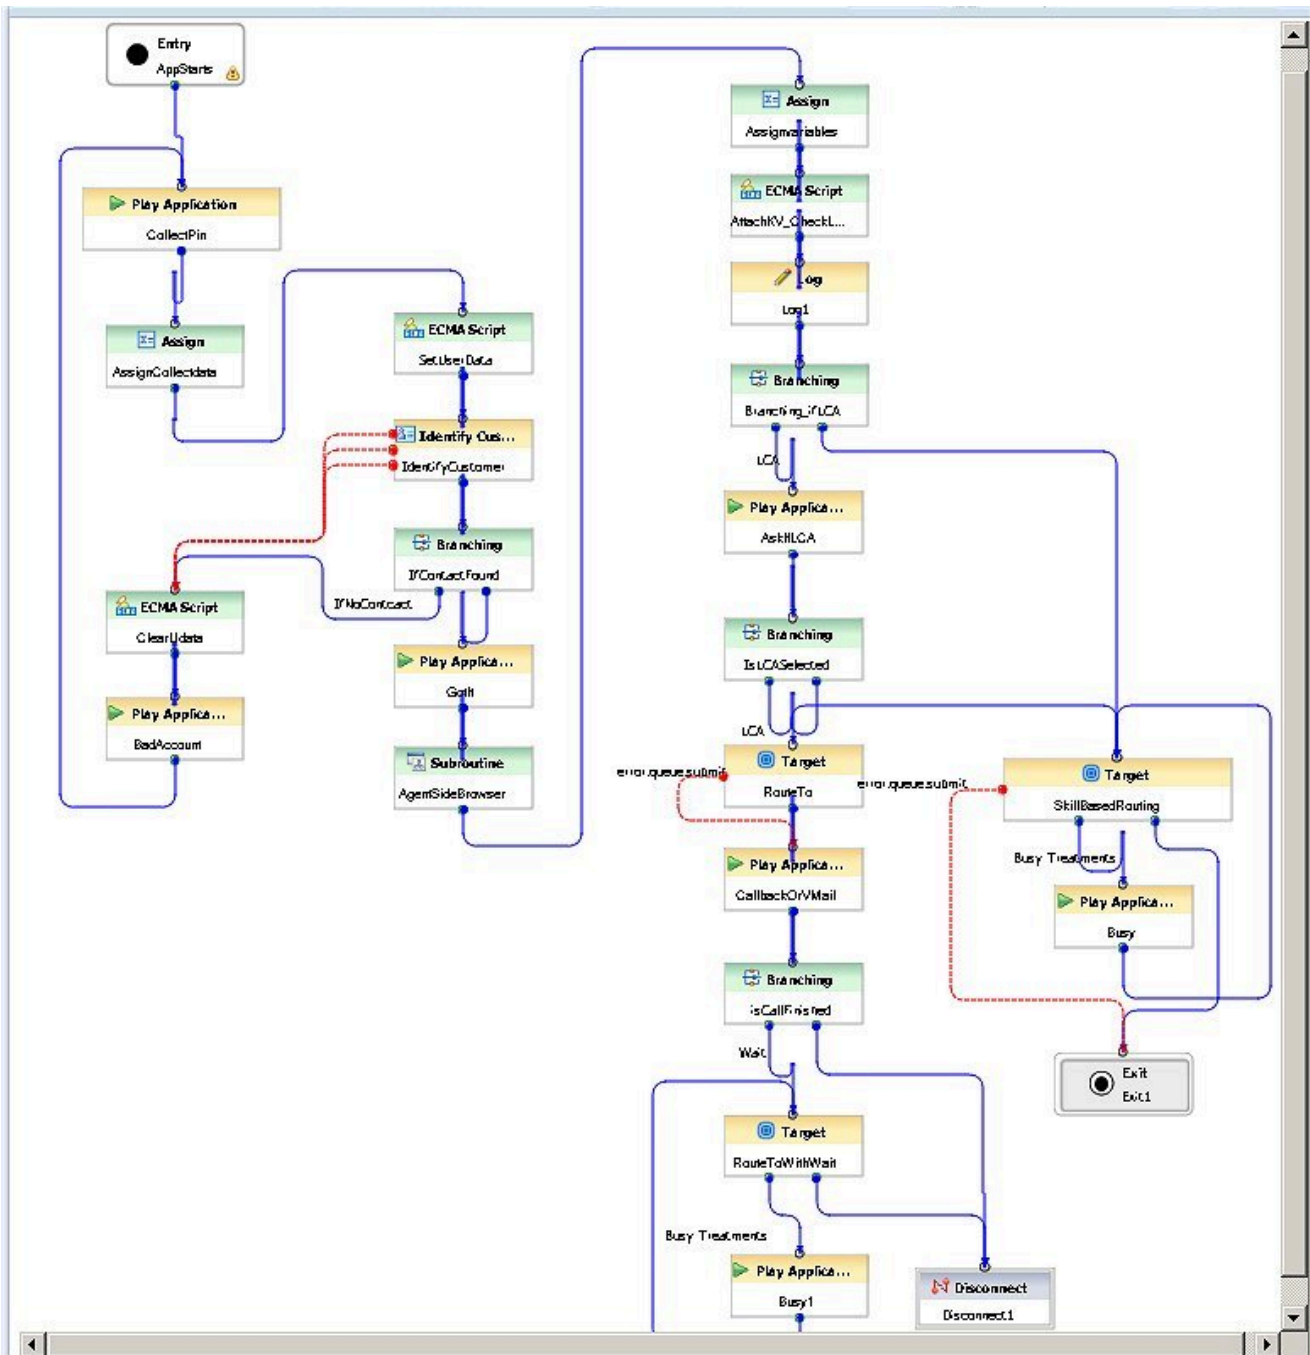 Entry
AppStarts
Play Application
CollectPin
Assign
AssignCollectdata
ECMA Script
SetUserData
Identify Cus...
IdentifyCustomer
Branching
IfContactFound
IfNoContact
ECMA Script
ClearUdata
Play Applica...
BadAccount
Play Applica...
GotIt
Subroutine
AgentSideBrowser
Assign
Assignvariables
ECMA Script
AttachKV_CheckL...
Log
Log1
Branching
Branching_ifLCA
LCA
Play Applica...
AskIfLCA
Branching
IsLCASelected
LCA
Target
RouteTo
error.queue.submit
Play Applica...
CallbackOrVMail
Branching
isCallFinished
Wait
Target
RouteToWithWait
Busy Treatments
Play Applica...
Busy1
Disconnect
Disconnect1
Target
SkillBasedRouting
error.queue.submit
Busy Treatments
Play Applica...
Busy
Exit
Exit1